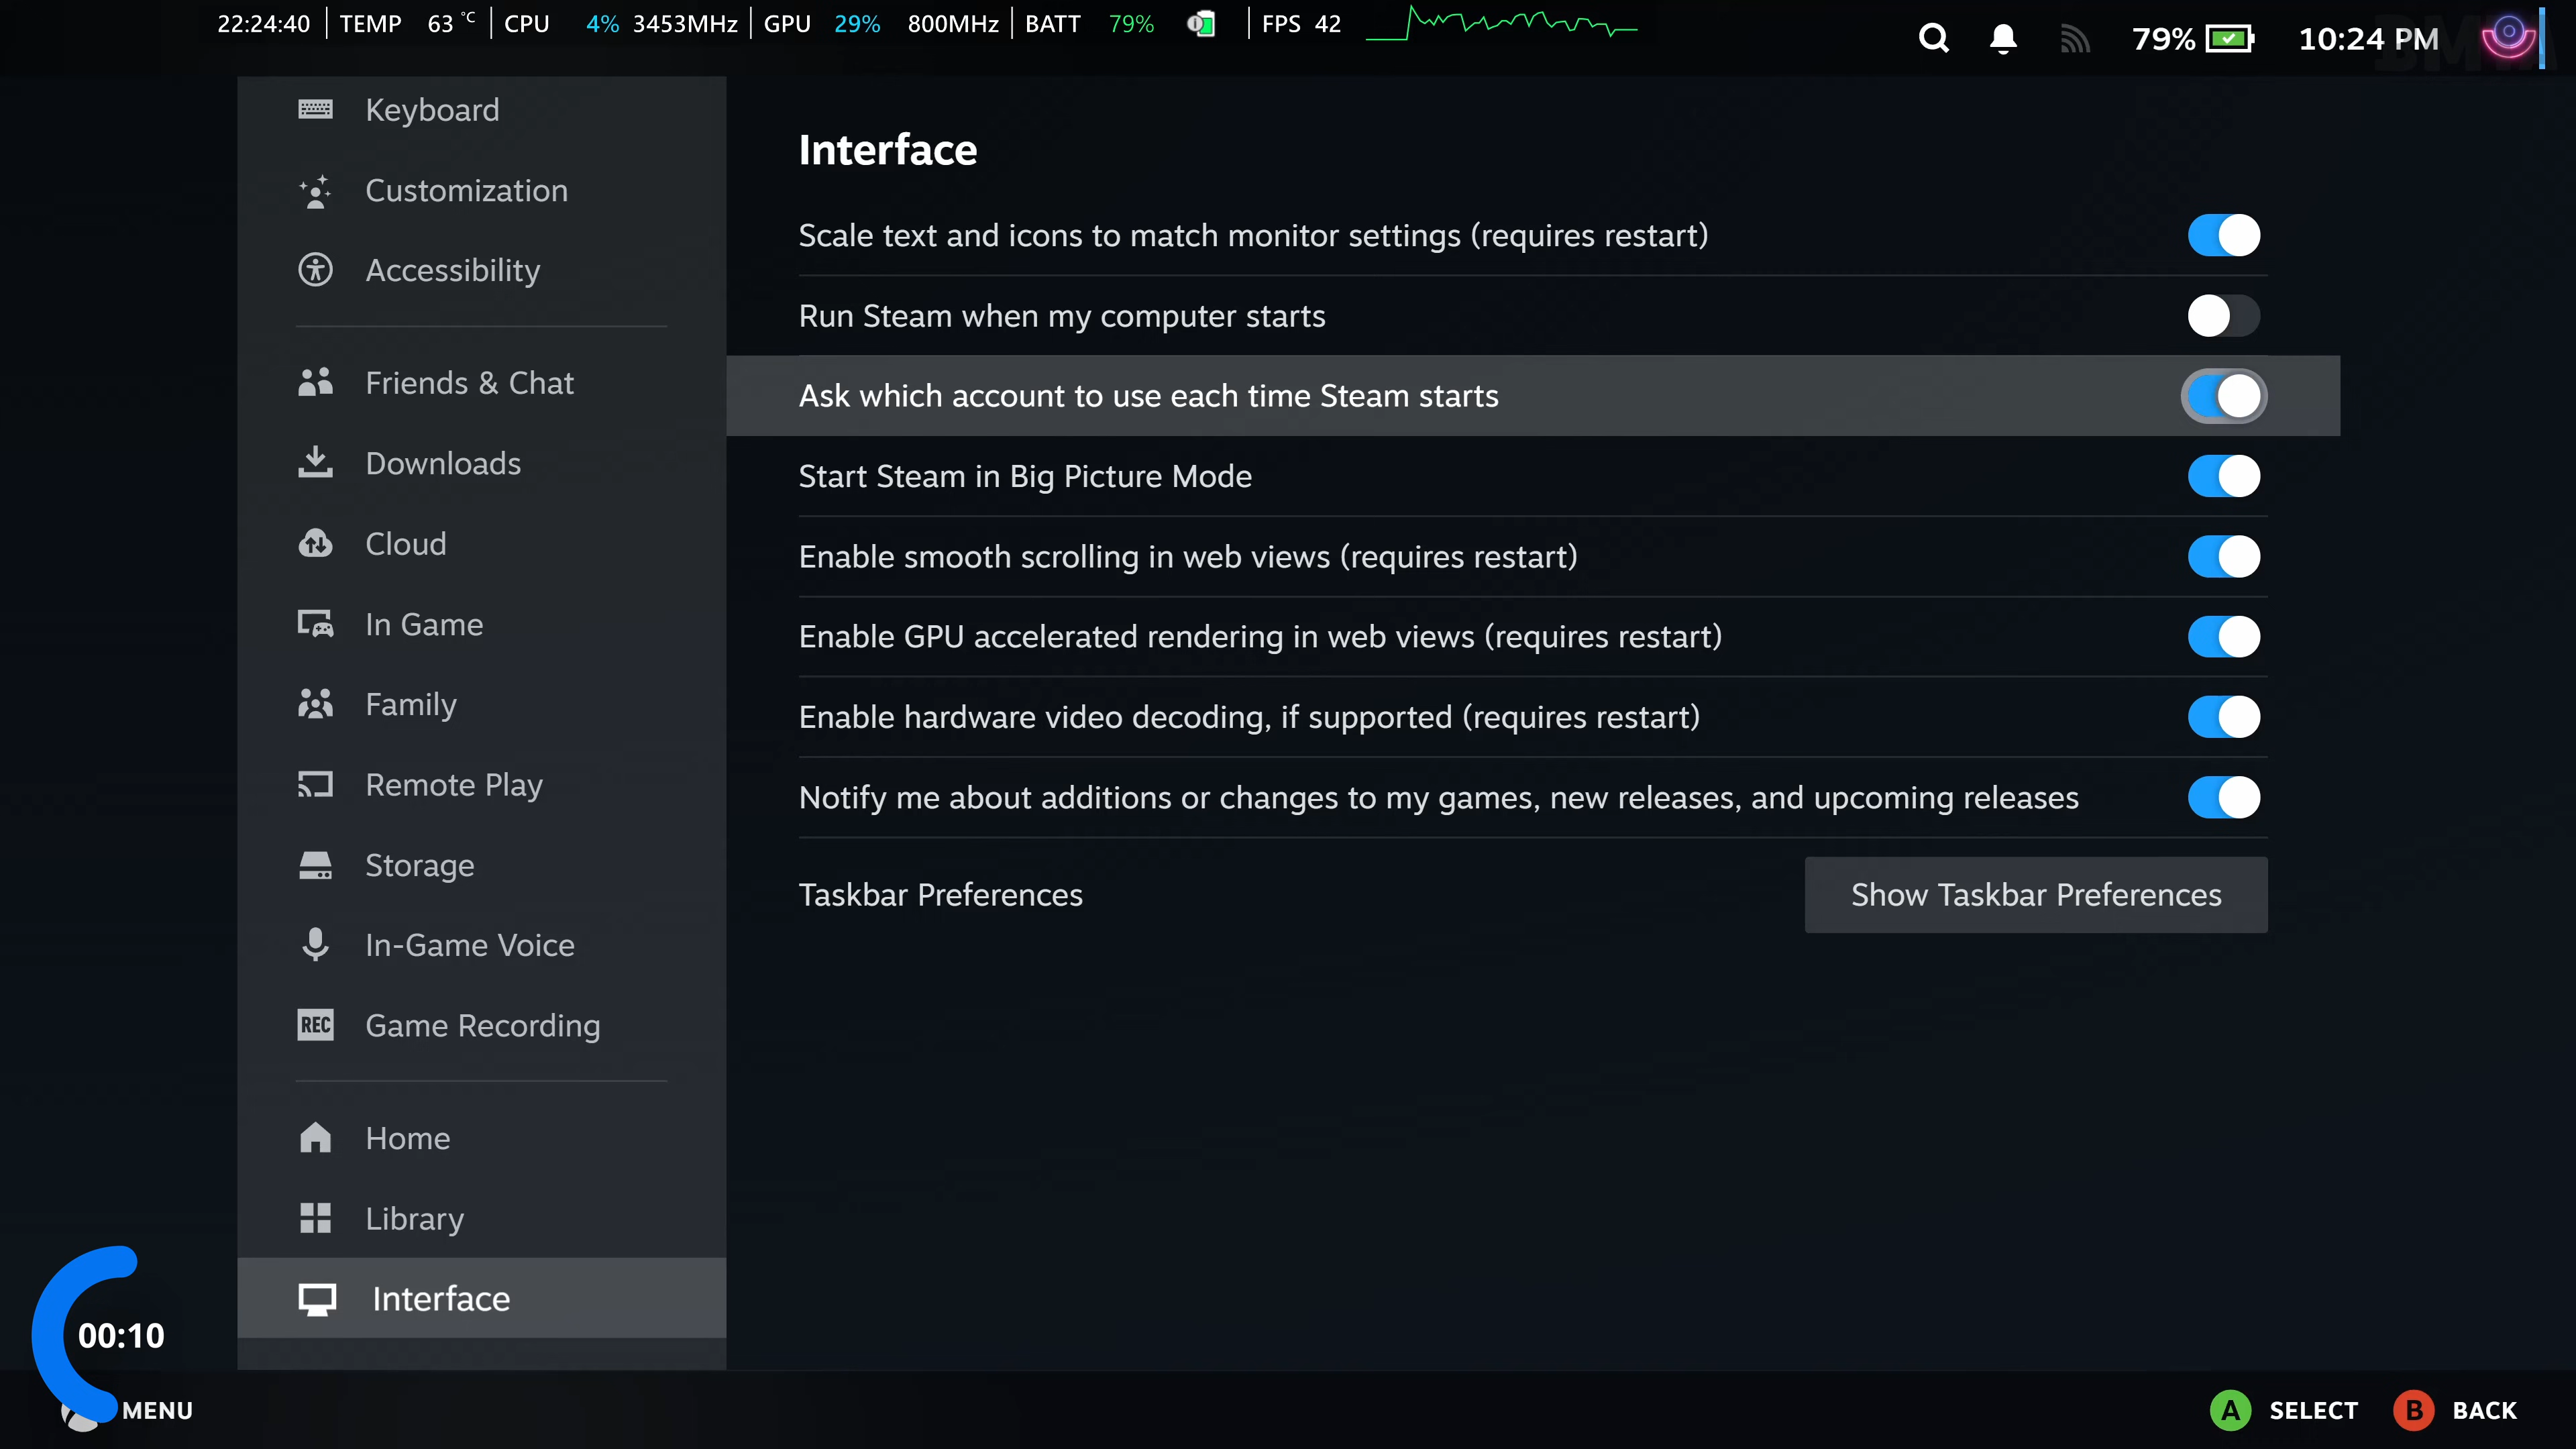 22:24:40 TEMP 63 °C CPU 4% 3453MHz GPU 29% 800MHz BATT 79% FPS 42
79% 10:24 PM
Keyboard
Customization
Accessibility
Friends & Chat
Downloads
Cloud
In Game
Family
Remote Play
Storage
In-Game Voice
REC Game Recording
Home
Library
Interface
Interface
Scale text and icons to match monitor settings (requires restart)
Run Steam when my computer starts
Ask which account to use each time Steam starts
Start Steam in Big Picture Mode
Enable smooth scrolling in web views (requires restart)
Enable GPU accelerated rendering in web views (requires restart)
Enable hardware video decoding, if supported (requires restart)
Notify me about additions or changes to my games, new releases, and upcoming releases
Taskbar Preferences Show Taskbar Preferences
00:10
MENU
A SELECT B BACK